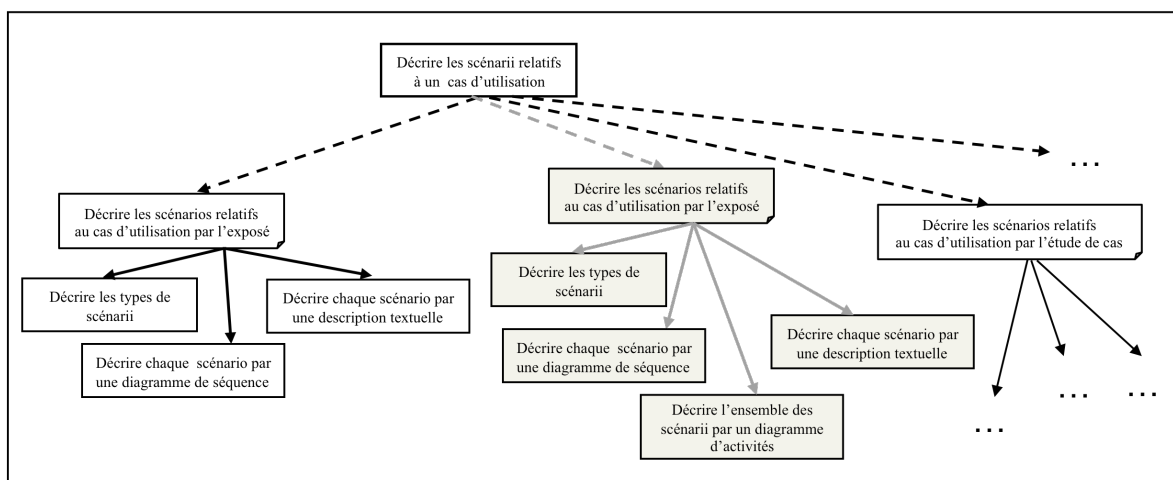 Décrire les scénarii relatifs
à un cas d'utilisation
...
Décrire les scénarios relatifs
au cas d'utilisation par l'exposé
Décrire les scénarios relatifs
au cas d'utilisation par l'exposé
Décrire les scénarios relatifs
au cas d'utilisation par l'étude de cas
Décrire les types de
scénarii
Décrire chaque scénario par
une description textuelle
Décrire chaque scénario par
une diagramme de séquence
Décrire les types de
scénarii
Décrire chaque scénario par
une diagramme de séquence
Décrire chaque scénario par
une description textuelle
Décrire l'ensemble des
scénarii par un diagramme
d'activités
...
...
...